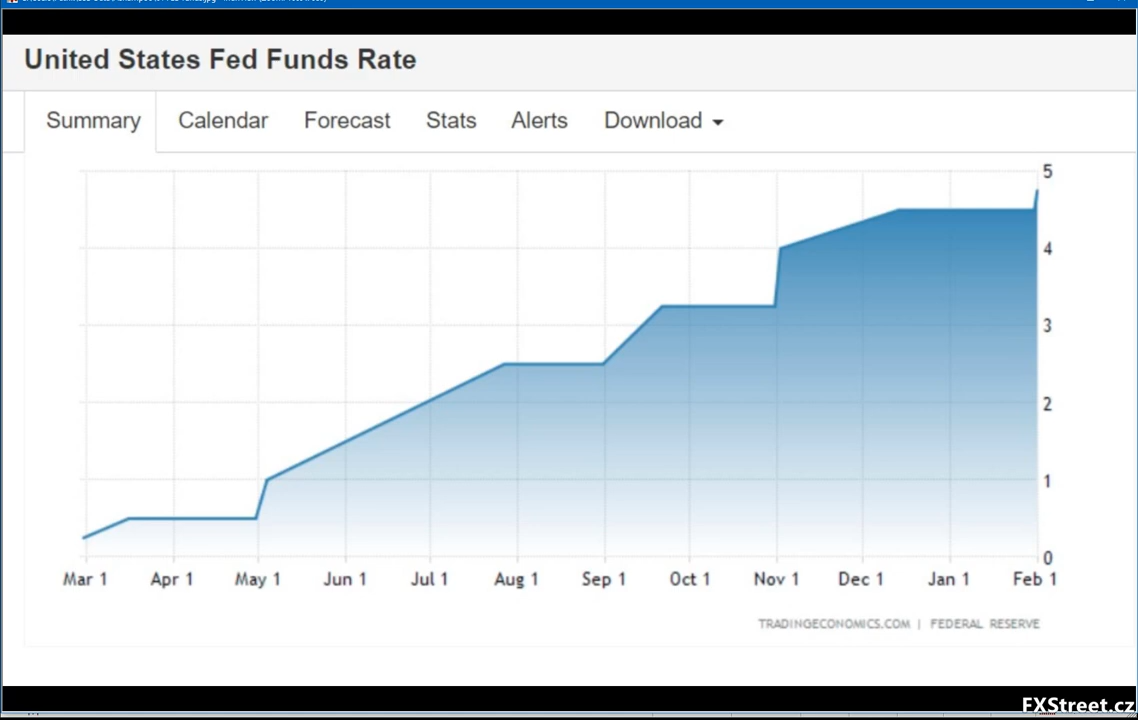 United States Fed Funds Rate
Summary Calendar Forecast Stats Alerts Download
5
4
3
2
1
0
Mar 1 Apr 1 May 1 Jun 1 Jul 1 Aug 1 Sep 1 Oct 1 Nov 1 Dec 1 Jan 1 Feb 1
TRADINGECONOMICS.COM | FEDERAL RESERVE
FXStreet.cz